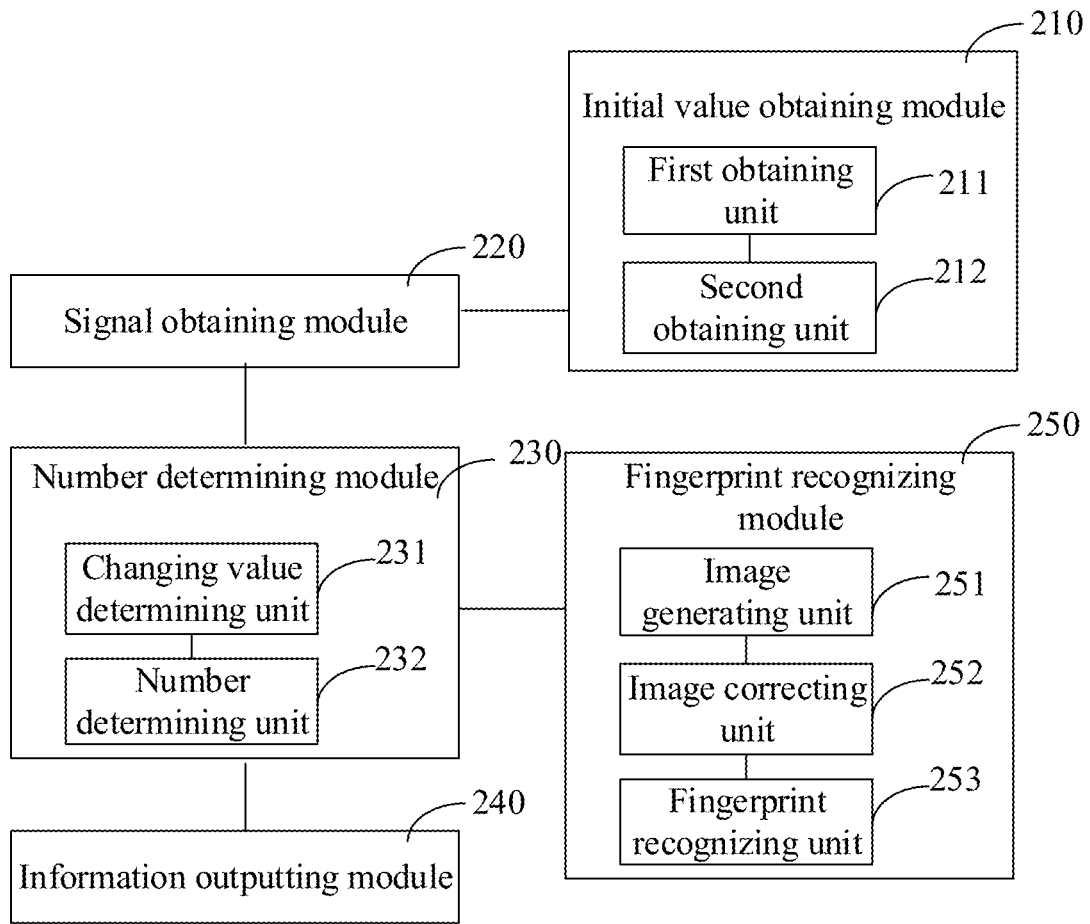 210
Initial value obtaining module
First obtaining
unit
211
Second
obtaining unit
212
220
Signal obtaining module
230
Number determining module
Changing value
determining unit
231
Number
determining unit
232
250
Fingerprint recognizing
module
Image
generating unit
251
Image correcting
unit
252
Fingerprint
recognizing unit
253
240
Information outputting module